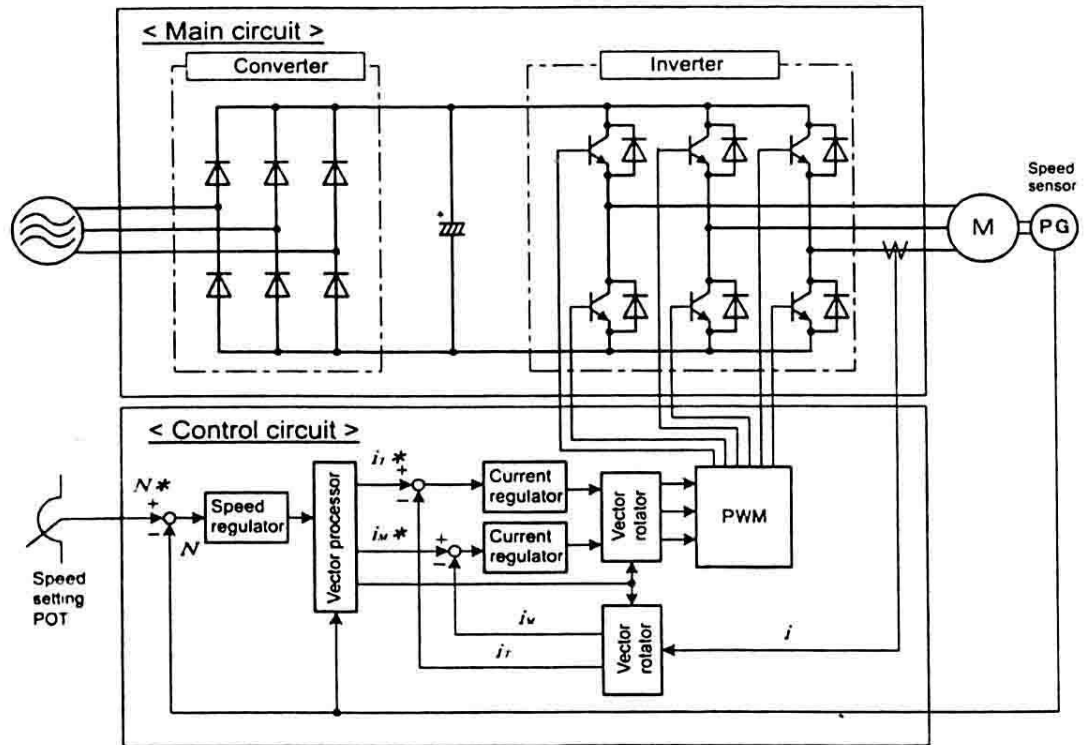 < Main circuit >
Converter
Inverter
+
Speed
sensor
M
PG
< Control circuit >
N*
+
−
N
Speed
setting
POT
Speed
regulator
Vector processor
iT*
+
−
iM*
+
−
Current
regulator
Current
regulator
Vector
rotator
PWM
iM
iT
Vector
rotator
i